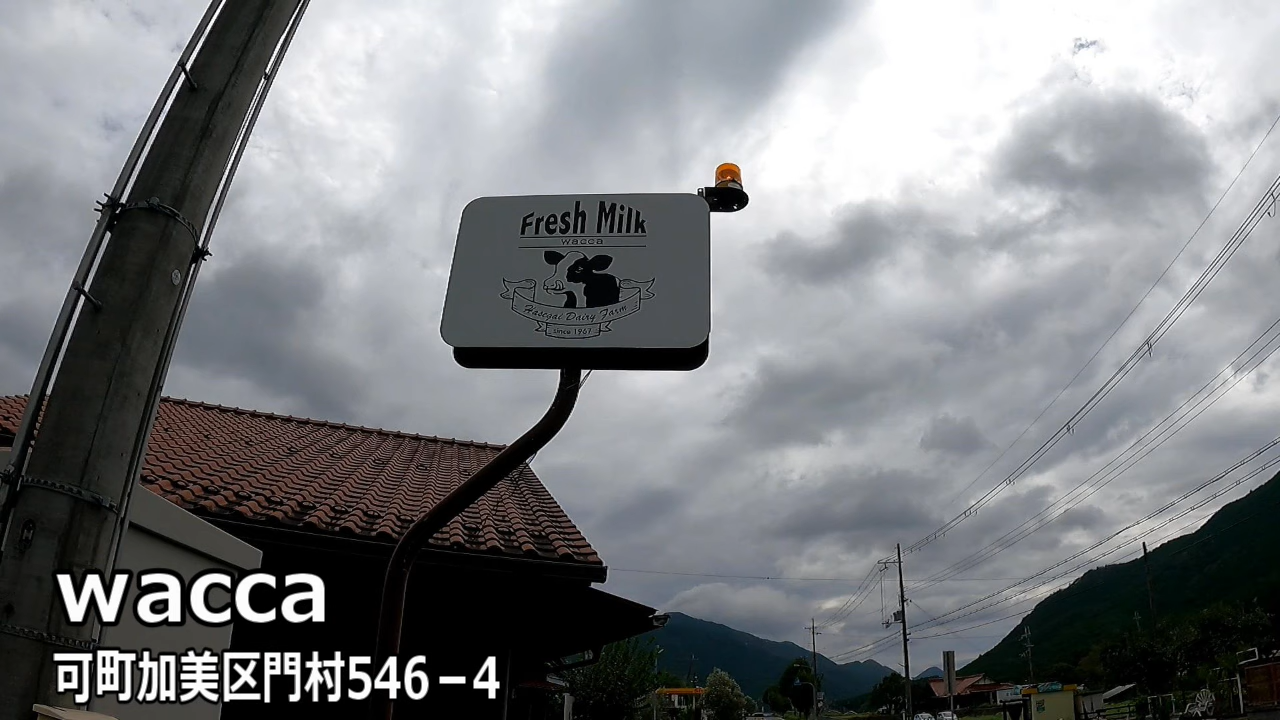 Fresh Milk
wacca
Hasegai Dairy Farm
since 1967
wacca
可町加美区門村546－4